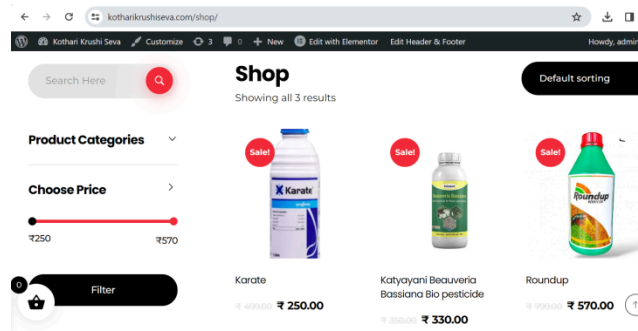 kotharikrushiseva.com/shop/
Kothari Krushi Seva Customize 3 0 New Edit with Elementor Edit Header & Footer Howdy, admin
Search Here
Shop
Default sorting
Showing all 3 results
Product Categories
Choose Price
₹250 ₹570
0
Filter
Sale!
Karate
Karate
₹ 400.00 ₹ 250.00
Sale!
Katyayani Beauveria
Bassiana Bio pesticide
₹ 350.00 ₹ 330.00
Sale!
Roundup
Roundup
₹ 700.00 ₹ 570.00